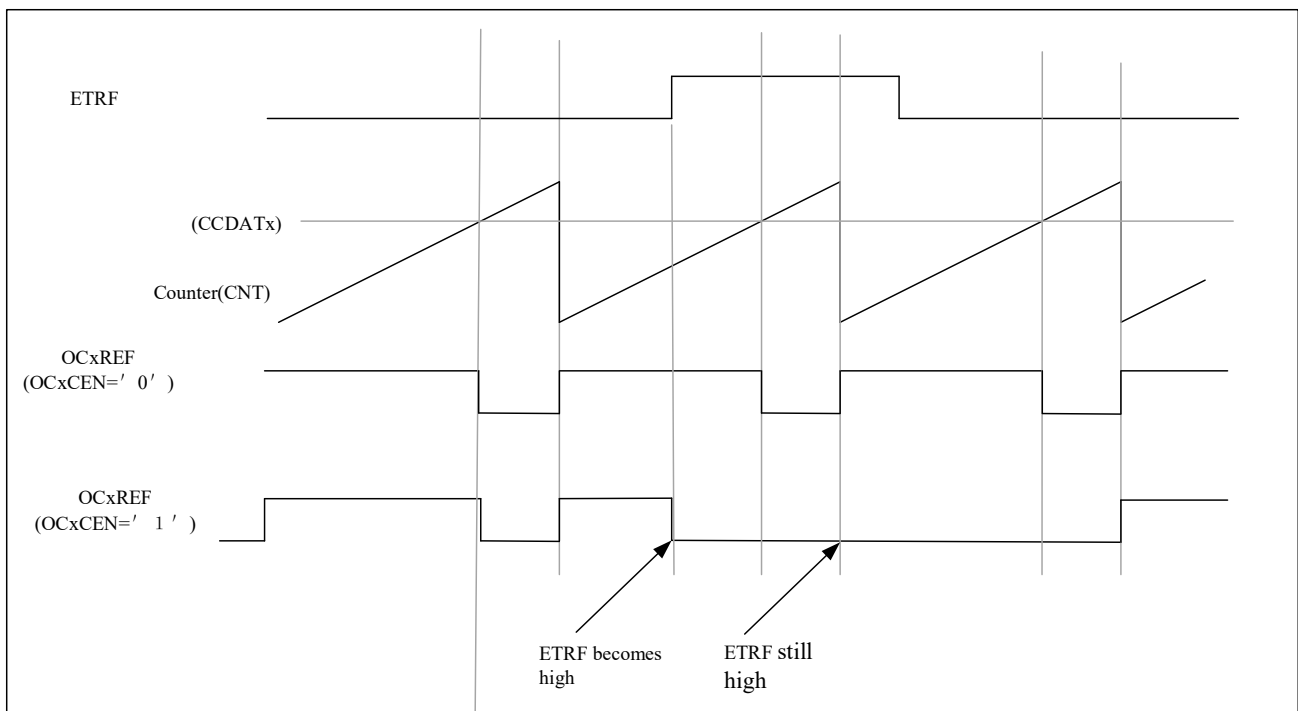 ETRF
(CCDATx)
Counter(CNT)
OCxREF
(OCxCEN=′ 0′ )
OCxREF
(OCxCEN=′ 1 ′ )
ETRF becomes
high
ETRF still
high